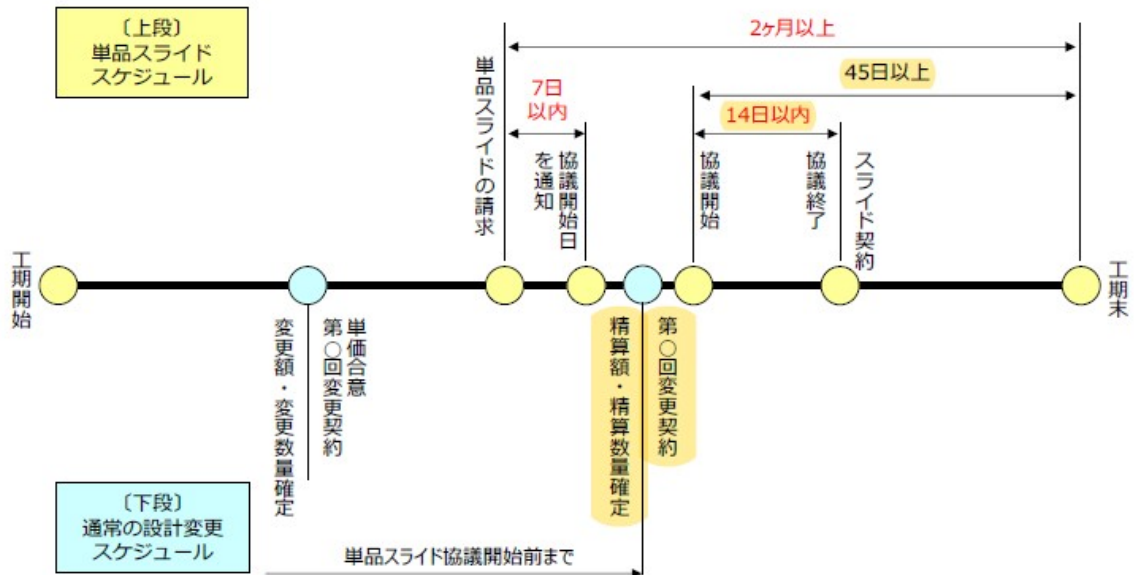 〔上段〕
単品スライド
スケジュール
2ヶ月以上
45日以上
7日
以内
14日以内
単品スライドの請求
協議開始日
を通知
協議開始
協議終了
スライド契約
工期開始
工期末
単価合意
第〇回変更契約
変更額・変更数量確定
第〇回変更契約
精算額・精算数量確定
〔下段〕
通常の設計変更
スケジュール
単品スライド協議開始前まで